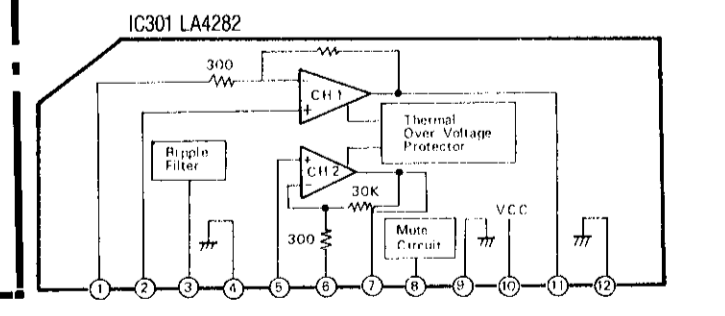 IC301 LA4282
300
CH 1
Thermal
Over Voltage
Protector
Ripple
Filter
CH 2
30K
300
Mute
Circuit
VCC
1 2 3 4 5 6 7 8 9 10 11 12